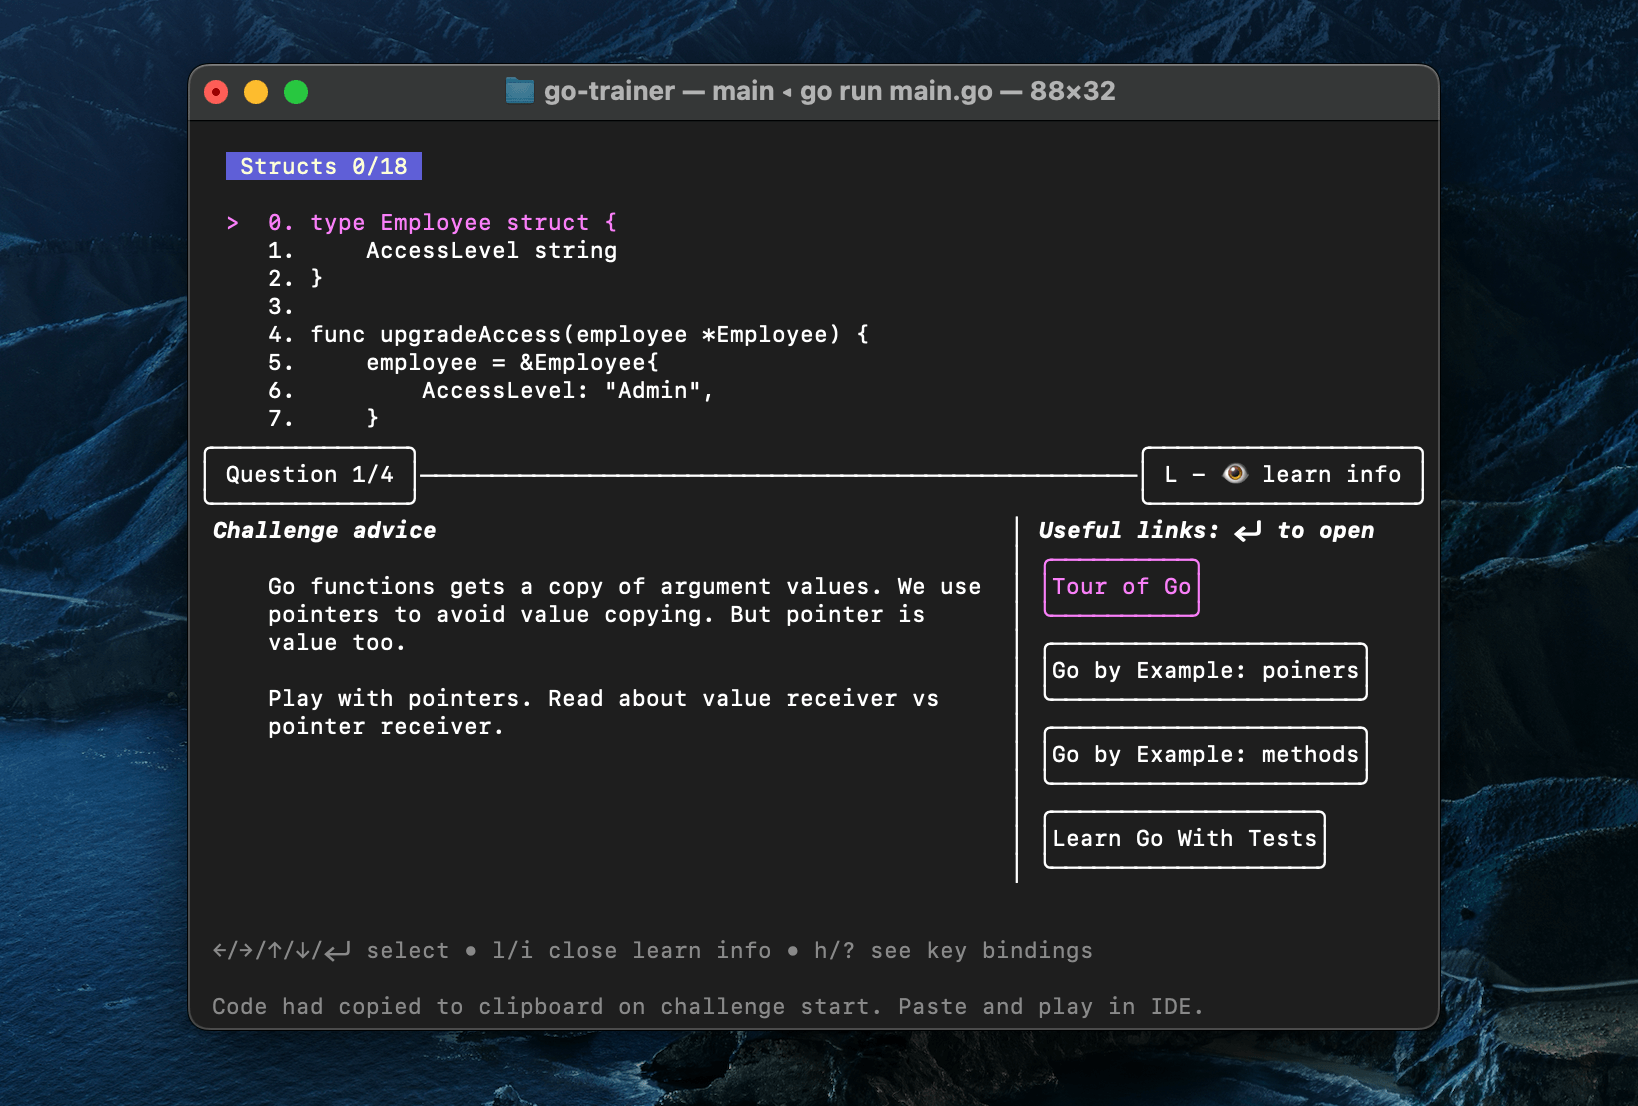 go-trainer — main ◂ go run main.go — 88×32
Structs 0/18
> 0. type Employee struct {
1.     AccessLevel string
2. }
3.
4. func upgradeAccess(employee *Employee) {
5.     employee = &Employee{
6.         AccessLevel: "Admin",
7.     }
Question 1/4
L – 👁 learn info
Challenge advice
Go functions gets a copy of argument values. We use
pointers to avoid value copying. But pointer is
value too.
Play with pointers. Read about value receiver vs
pointer receiver.
Useful links: ↵ to open
Tour of Go
Go by Example: poiners
Go by Example: methods
Learn Go With Tests
←/→/↑/↓/↵ select • l/i close learn info • h/? see key bindings
Code had copied to clipboard on challenge start. Paste and play in IDE.